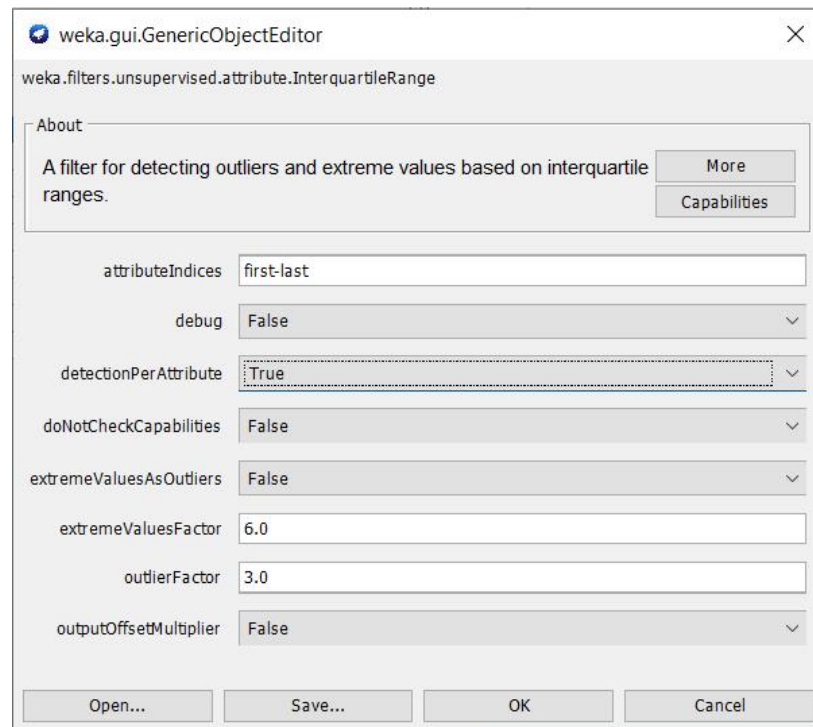 weka.gui.GenericObjectEditor
weka.filters.unsupervised.attribute.InterquartileRange
About
A filter for detecting outliers and extreme values based on interquartile
ranges.
More
Capabilities
attributeIndices first-last
debug False
detectionPerAttribute True
doNotCheckCapabilities False
extremeValuesAsOutliers False
extremeValuesFactor 6.0
outlierFactor 3.0
outputOffsetMultiplier False
Open... Save... OK Cancel